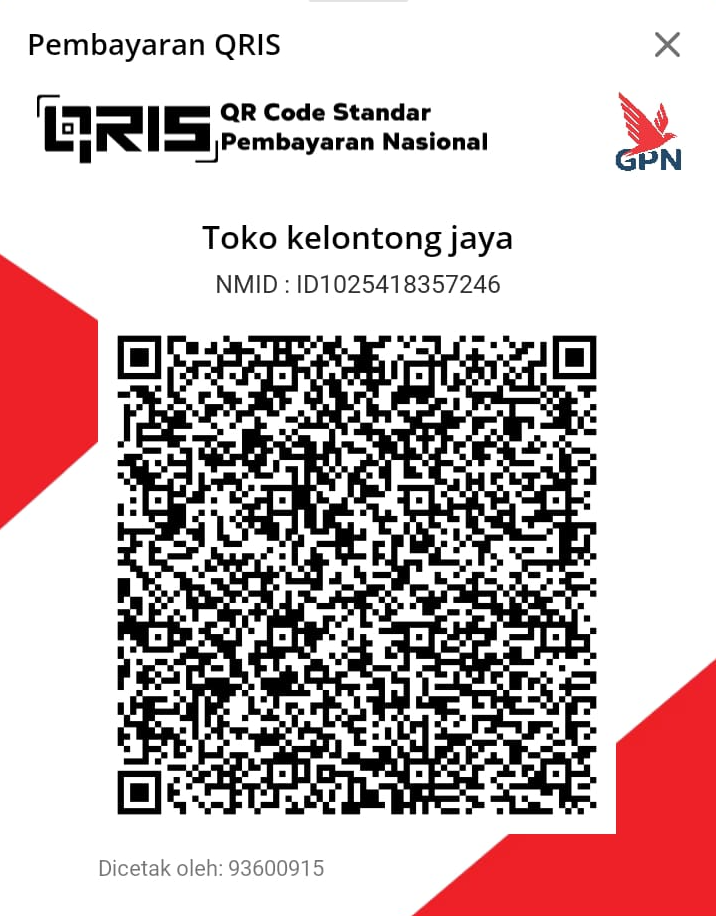 Pembayaran QRIS
QRIS QR Code Standar
Pembayaran Nasional
GPN
Toko kelontong jaya
NMID : ID1025418357246
Dicetak oleh: 93600915